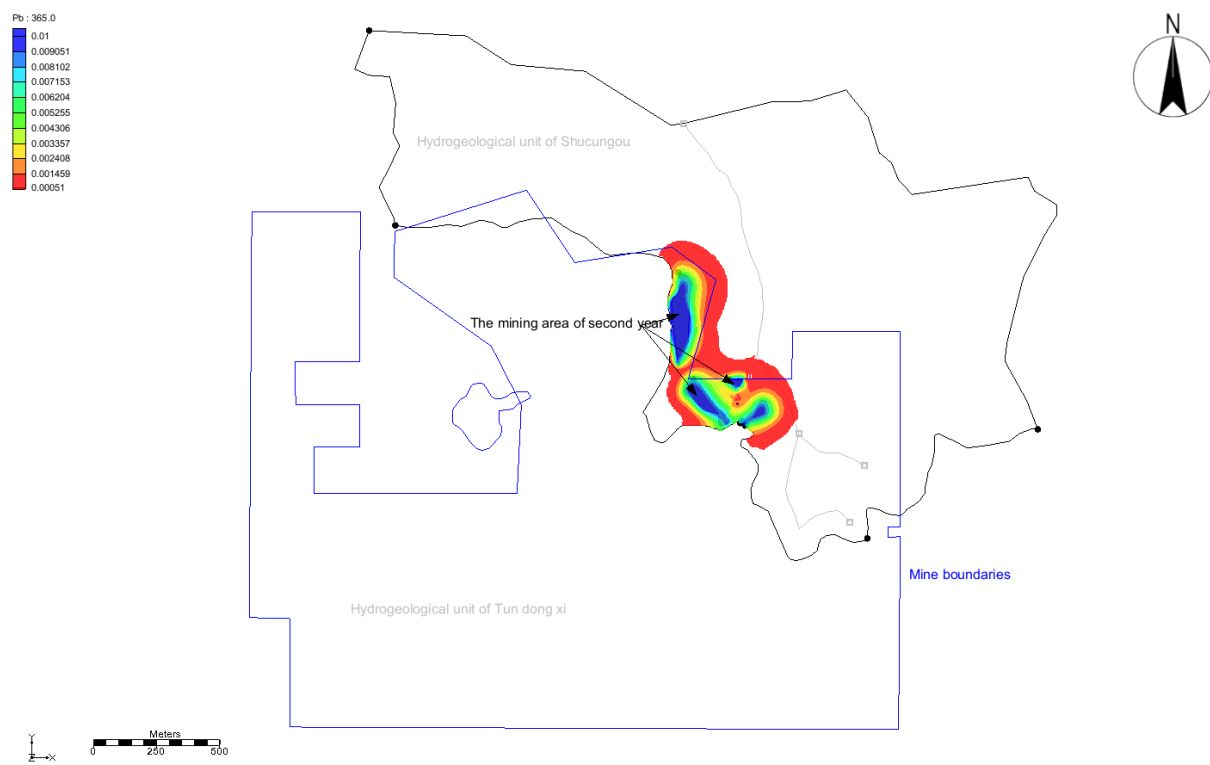 Pb : 365.0
0.01
0.009051
0.008102
0.007153
0.006204
0.005255
0.004306
0.003357
0.002408
0.001459
0.00051
N
Hydrogeological unit of Shucungou
The mining area of second year
Mine boundaries
Hydrogeological unit of Tun dong xi
Meters
0 250 500
Y
Z X